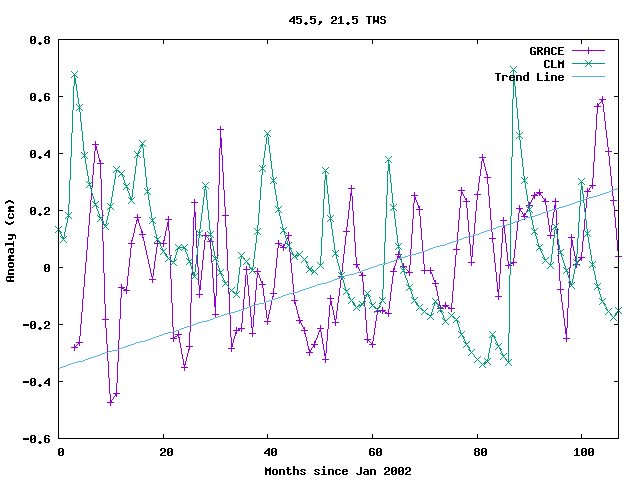 45.5, 21.5 TWS
GRACE
CLM
Trend Line
0.8
0.6
0.4
0.2
0
-0.2
-0.4
-0.6
Anomaly (cm)
0 20 40 60 80 100
Months since Jan 2002